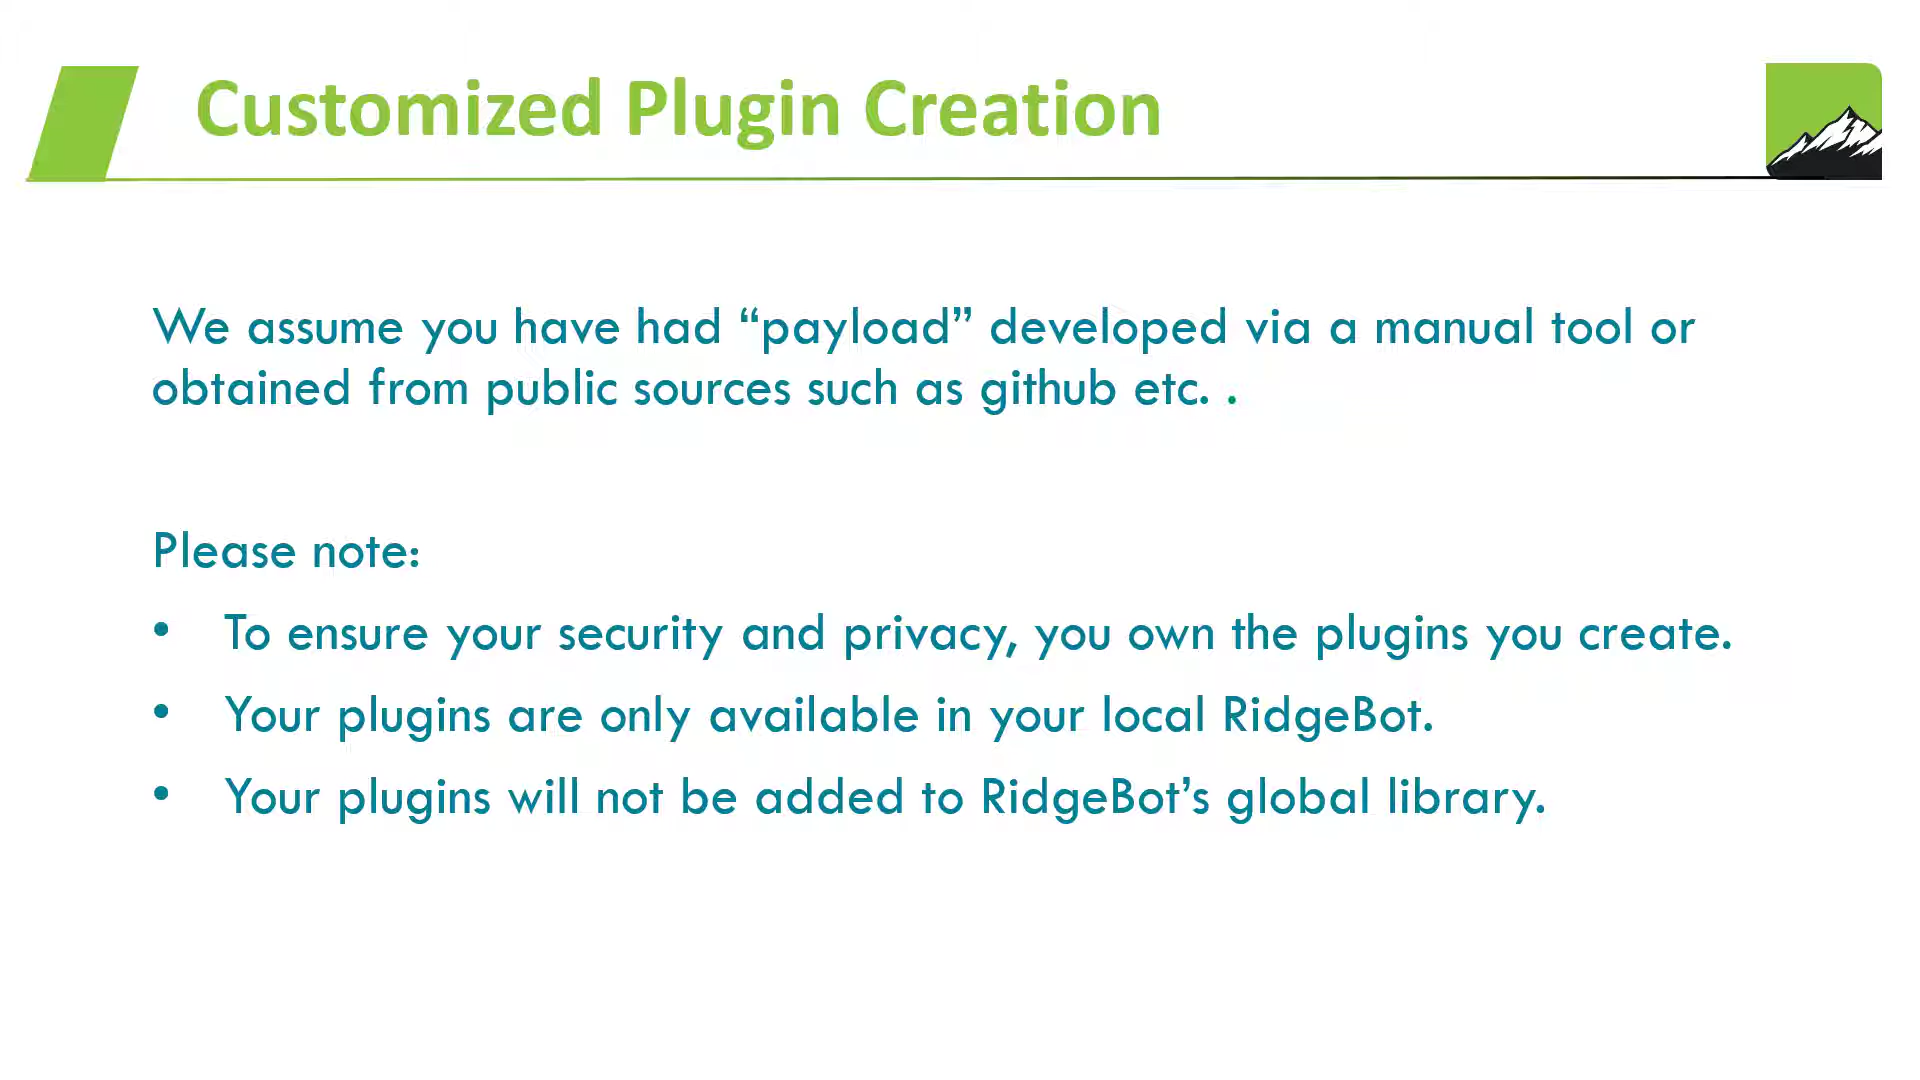 Customized Plugin Creation
We assume you have had “payload” developed via a manual tool or
obtained from public sources such as github etc. .
Please note:
• To ensure your security and privacy, you own the plugins you create.
• Your plugins are only available in your local RidgeBot.
• Your plugins will not be added to RidgeBot’s global library.